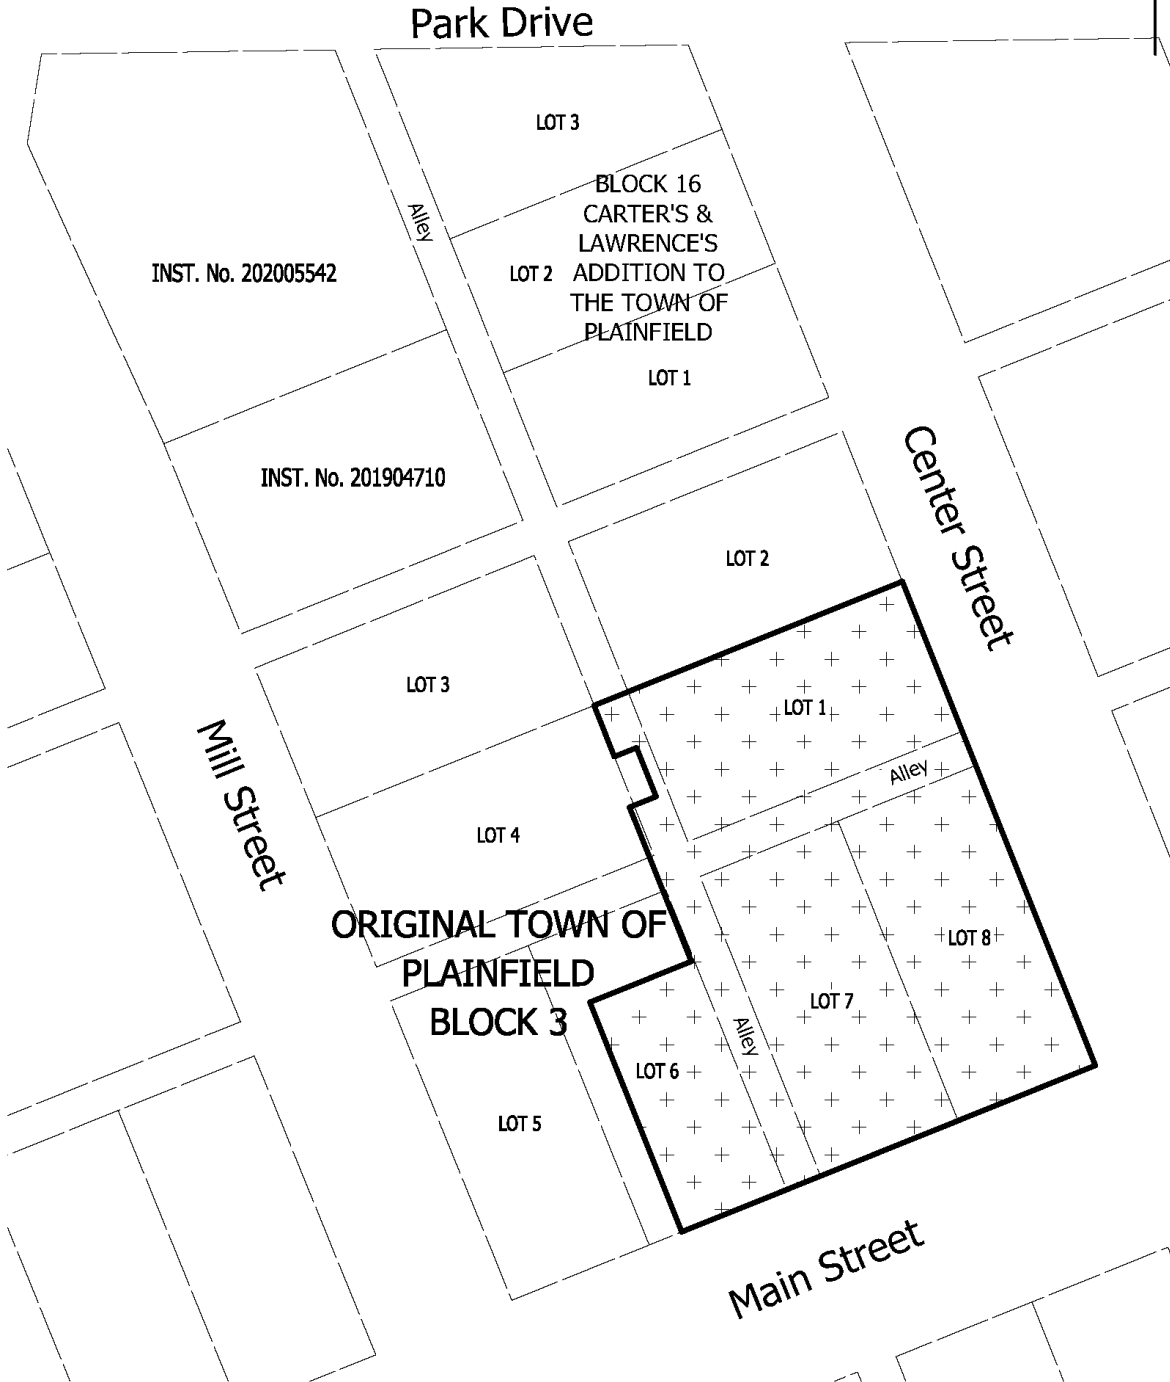 Park Drive
LOT 3
BLOCK 16
CARTER'S &
LAWRENCE'S
ADDITION TO
THE TOWN OF
PLAINFIELD
Alley
INST. No. 202005542
LOT 2
LOT 1
INST. No. 201904710
Center Street
LOT 2
LOT 3
LOT 1
Mill Street
Alley
LOT 4
ORIGINAL TOWN OF
PLAINFIELD
BLOCK 3
LOT 8
LOT 7
Alley
LOT 6
LOT 5
Main Street